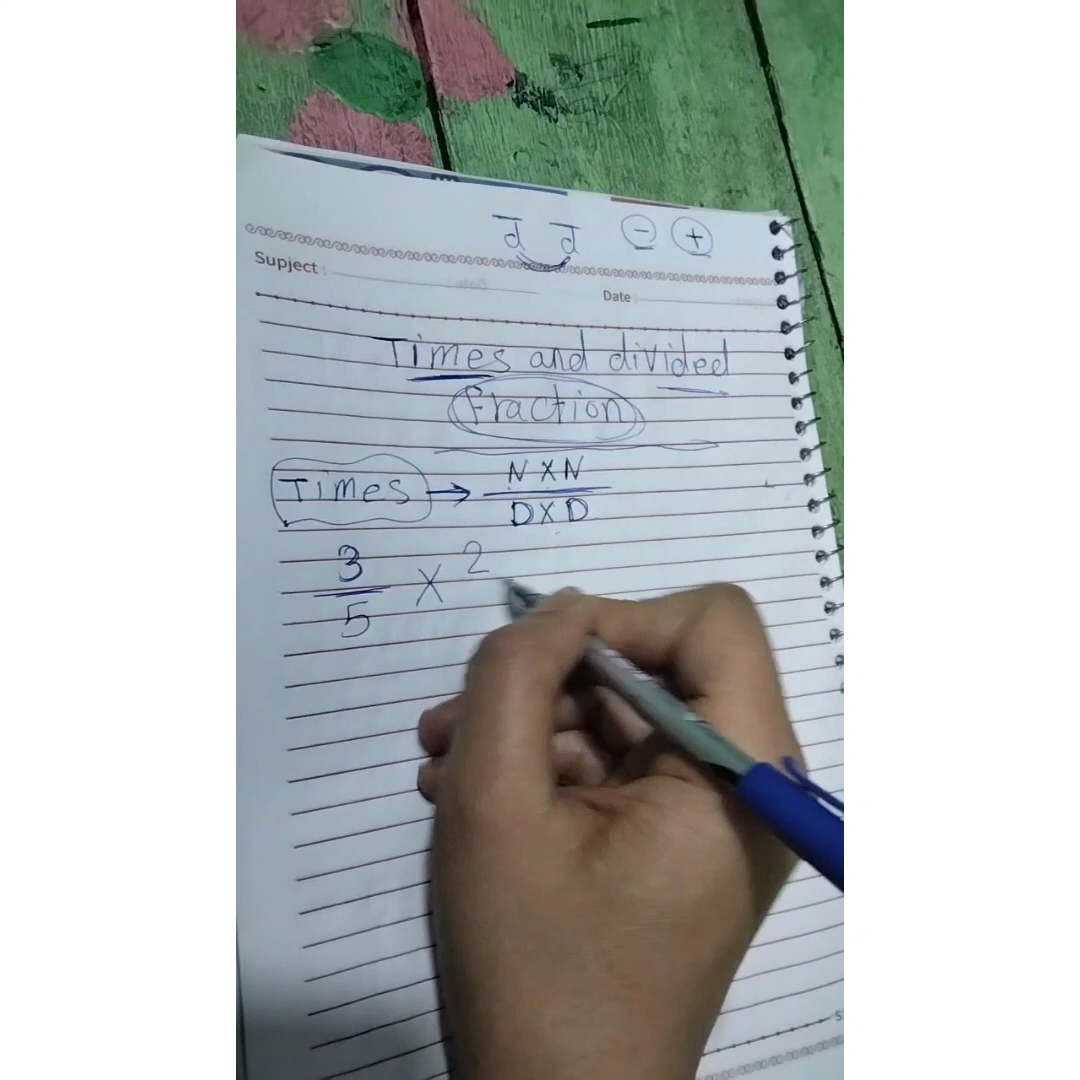 - +
Supject :
Date :
Times and divided
fraction
Times → N X N / D X D
3/5 X 2